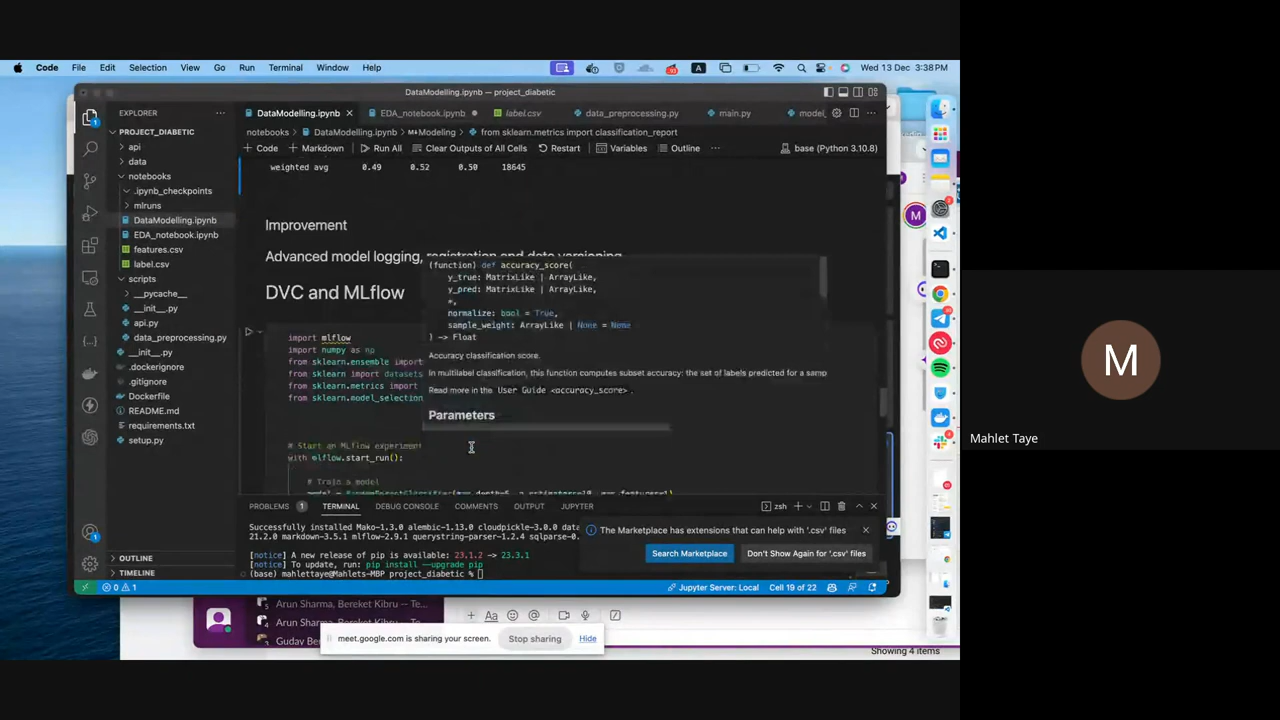 Code File Edit Selection View Go Run Terminal Window Help
A
Wed 13 Dec 3:38 PM
DataModelling.ipynb — project_diabetic
EXPLORER
DataModelling.ipynb
EDA_notebook.ipynb
label.csv
data_preprocessing.py
main.py
model_
PROJECT_DIABETIC
notebooks > DataModelling.ipynb > Modeling > from sklearn.metrics import classification_report
+ Code + Markdown Run All Clear Outputs of All Cells Restart Variables Outline ··· base (Python 3.10.8)
api
data
notebooks
.ipynb_checkpoints
mlruns
DataModelling.ipynb
EDA_notebook.ipynb
features.csv
label.csv
scripts
__pycache__
__init__.py
api.py
data_preprocessing.py
__init__.py
.dockerignore
.gitignore
Dockerfile
README.md
requirements.txt
setup.py
OUTLINE
TIMELINE
weighted avg 0.49 0.52 0.50 18645
Improvement
Advanced model logging, registration and data versioning
DVC and MLflow
(function) def accuracy_score(
y_true: MatrixLike | ArrayLike,
y_pred: MatrixLike | ArrayLike,
*,
normalize: bool = True,
sample_weight: ArrayLike | None = None
) -> Float
Accuracy classification score.
In multilabel classification, this function computes subset accuracy: the set of labels predicted for a samp
Read more in the User Guide <accuracy_score> .
Parameters
import mlflow
import numpy as np
from sklearn.ensemble import
from sklearn import datasets
from sklearn.metrics import
from sklearn.model_selection
# Start an MLflow experiment
with mlflow.start_run():
# Train a model
PROBLEMS 1 TERMINAL DEBUG CONSOLE COMMENTS OUTPUT JUPYTER
zsh
Successfully installed Mako-1.3.0 alembic-1.13.0 cloudpickle-3.0.0
21.2.0 markdown-3.5.1 mlflow-2.9.1 querystring-parser-1.2.4
[notice] A new release of pip is available: 23.1.2 -> 23.3.1
[notice] To update, run: pip install --upgrade pip
(base) mahlettaye@Mahlets-MBP project_diabetic %
The Marketplace has extensions that can help with '.csv' files
Search Marketplace
Don't Show Again for '.csv' files
0 1
Jupyter Server: Local Cell 19 of 22
Arun Sharma, Bereket Kibru — Te...
Arun Sharma, Bereket Kibru — Te...
meet.google.com is sharing your screen.
Stop sharing
Hide
Showing 4 items
M
M
Mahlet Taye